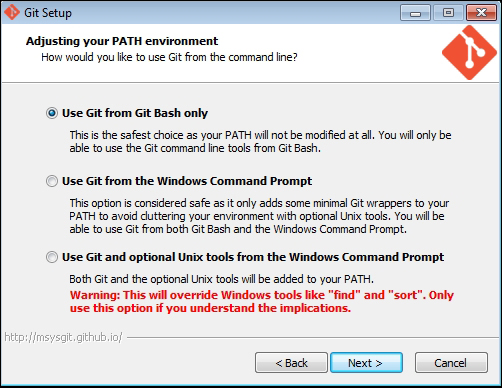 Git Setup
Adjusting your PATH environment
How would you like to use Git from the command line?
Use Git from Git Bash only
This is the safest choice as your PATH will not be modified at all. You will only be
able to use the Git command line tools from Git Bash.
Use Git from the Windows Command Prompt
This option is considered safe as it only adds some minimal Git wrappers to your
PATH to avoid cluttering your environment with optional Unix tools. You will be
able to use Git from both Git Bash and the Windows Command Prompt.
Use Git and optional Unix tools from the Windows Command Prompt
Both Git and the optional Unix tools will be added to your PATH.
Warning: This will override Windows tools like "find" and "sort". Only
use this option if you understand the implications.
http://msysgit.github.io/
< Back Next > Cancel